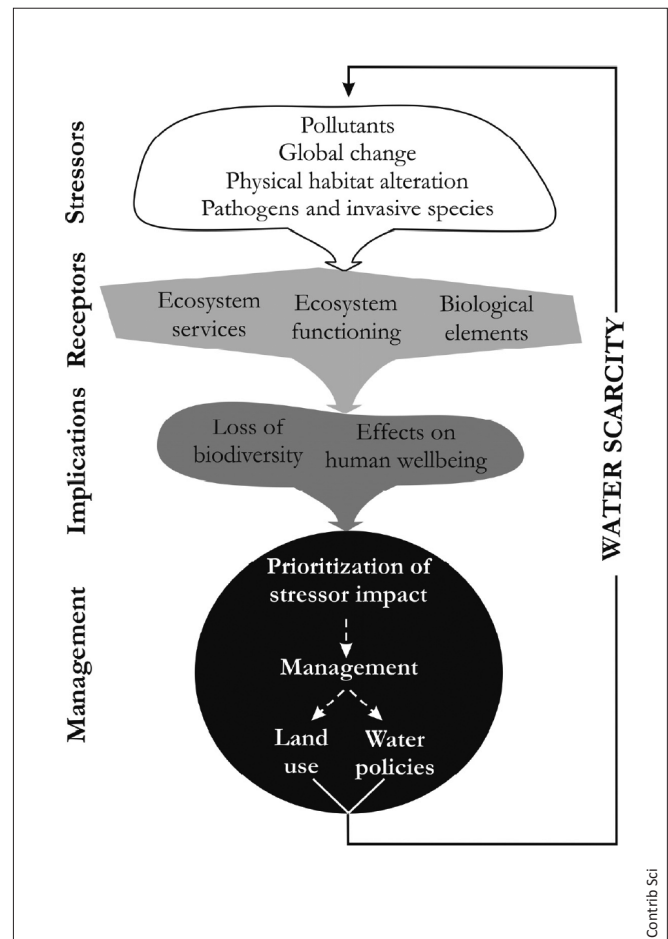 Stressors
Pollutants
Global change
Physical habitat alteration
Pathogens and invasive species
Receptors
Ecosystem
services
Ecosystem
functioning
Biological
elements
Implications
Loss of
biodiversity
Effects on
human wellbeing
Management
Prioritization of
stressor impact
Management
Land
use
Water
policies
WATER SCARCITY
Contrib Sci